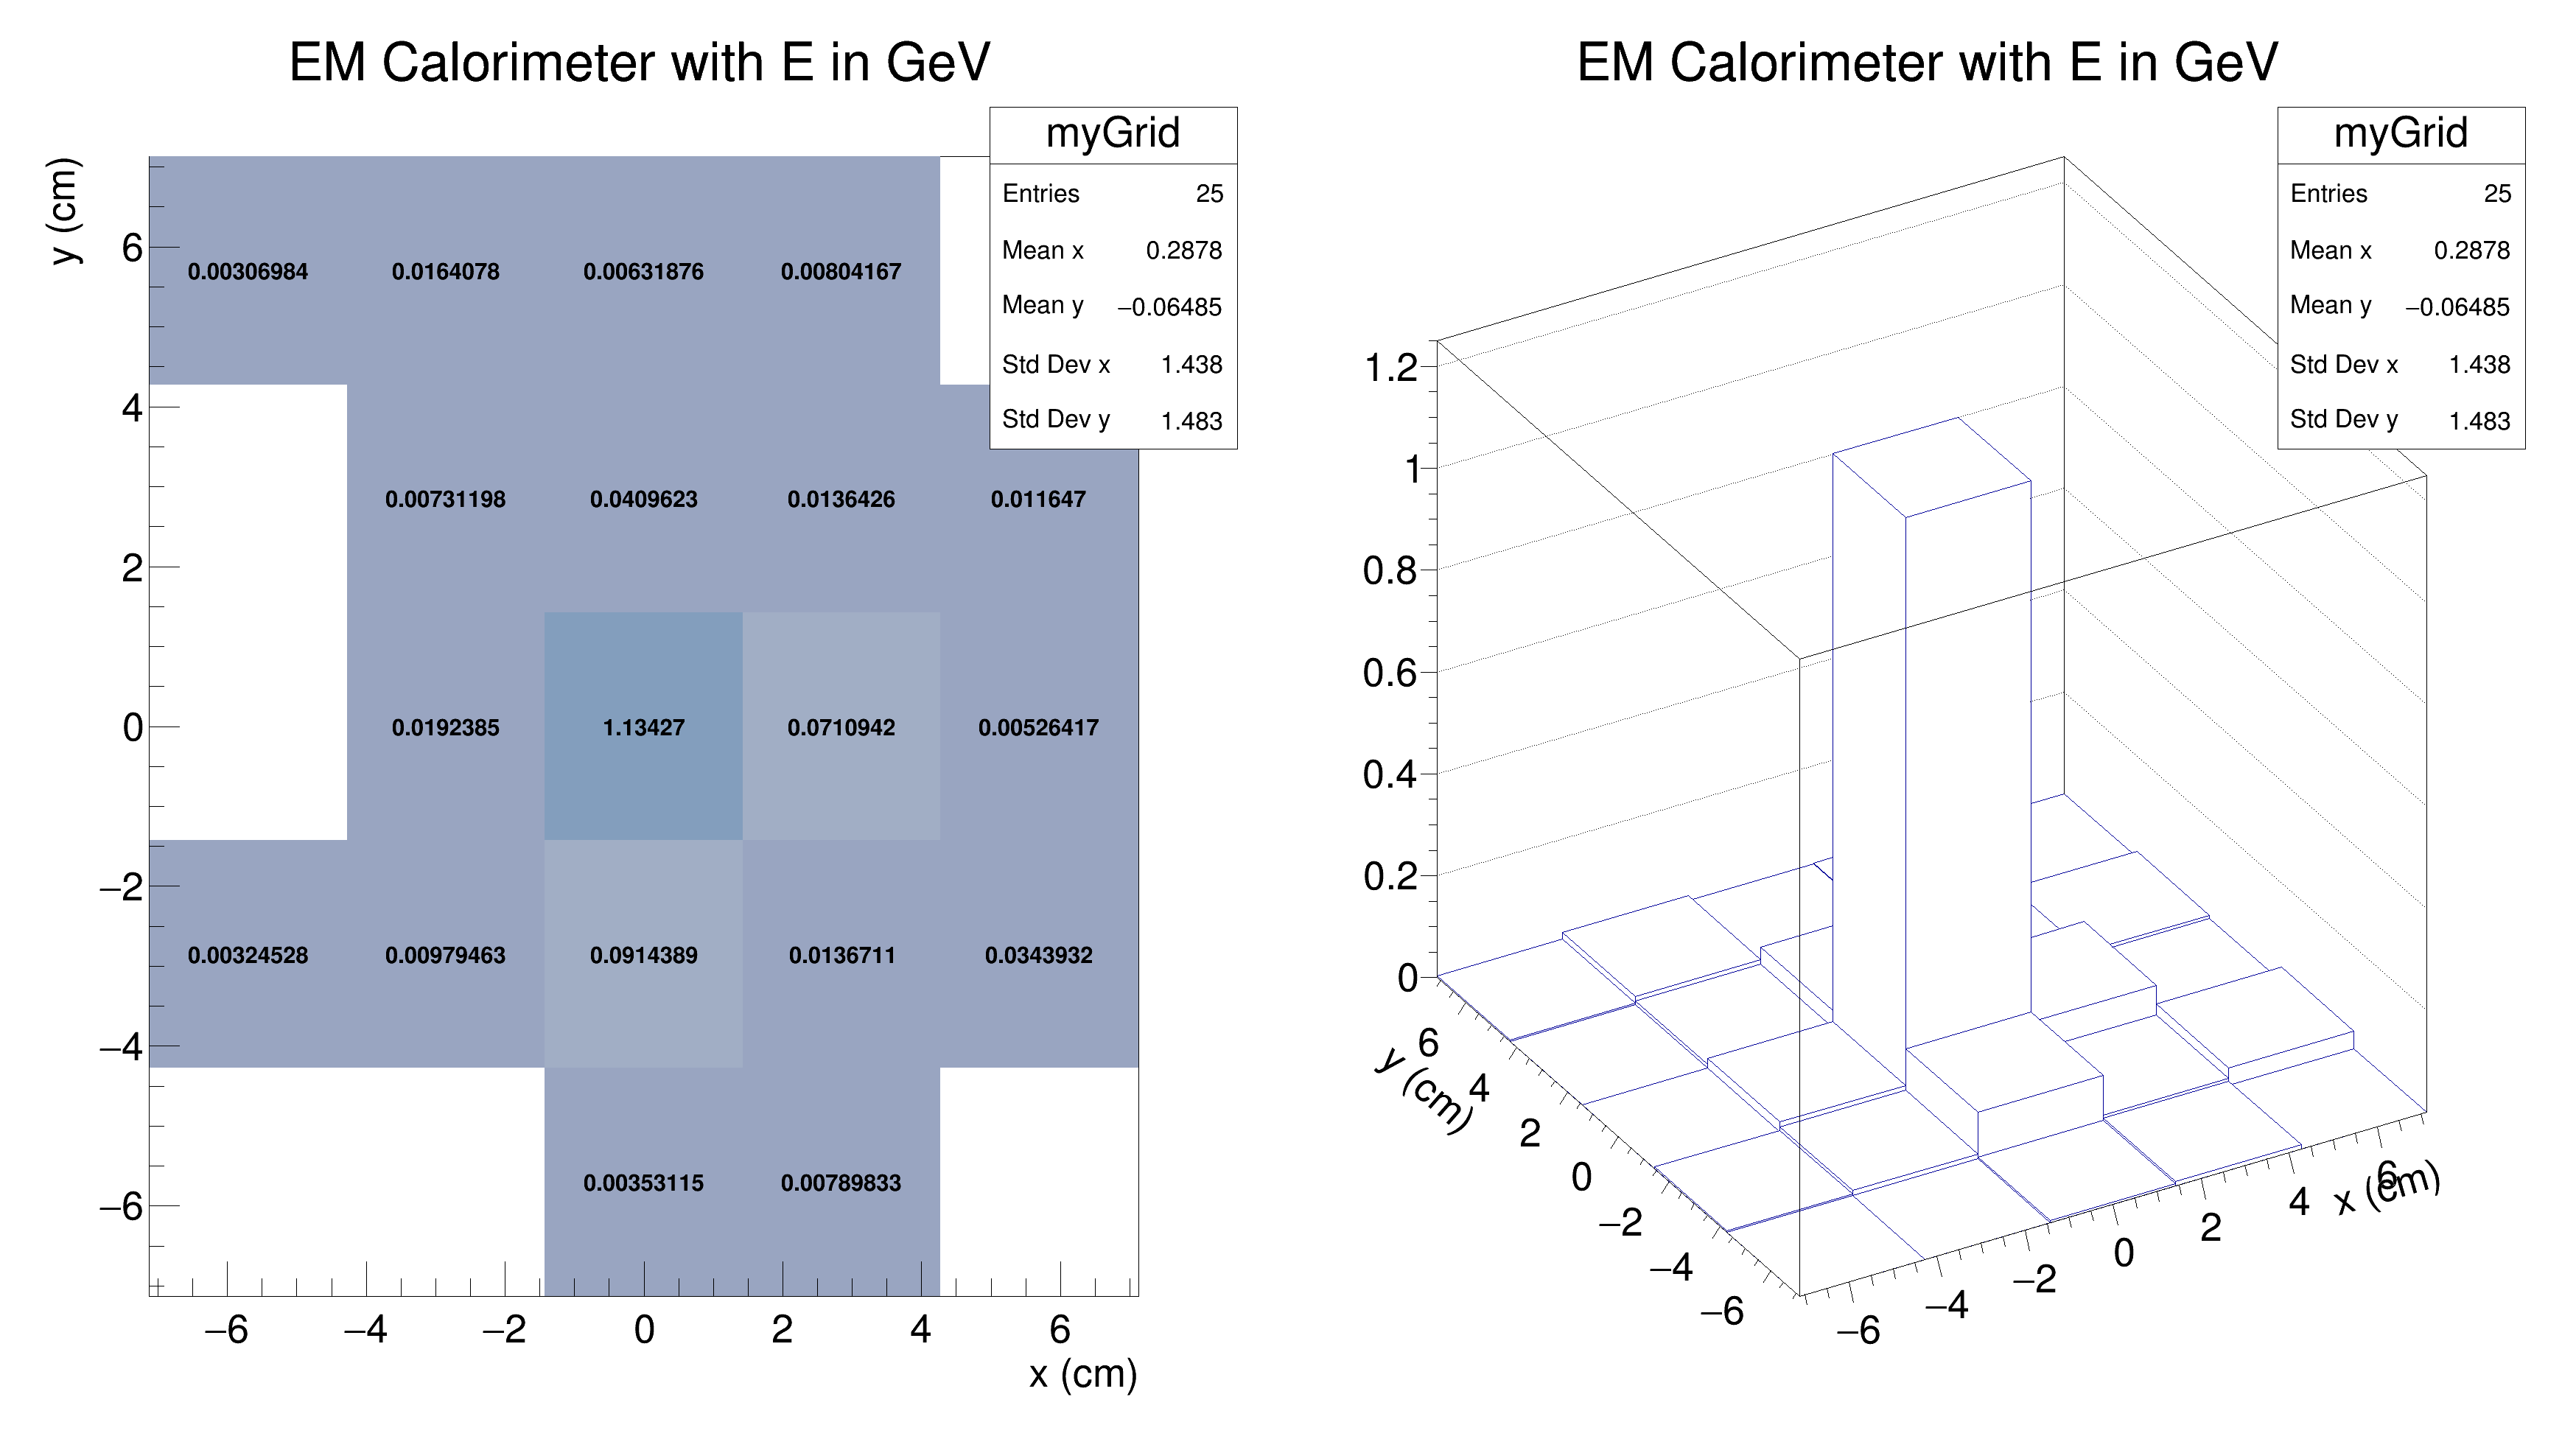 EM Calorimeter with E in GeV
myGrid
Entries 25
Mean x 0.2878
Mean y −0.06485
Std Dev x 1.438
Std Dev y 1.483
y (cm)
6
4
2
0
−2
−4
−6
0.00306984 0.0164078 0.00631876 0.00804167
0.00731198 0.0409623 0.0136426 0.011647
0.0192385 1.13427 0.0710942 0.00526417
0.00324528 0.00979463 0.0914389 0.0136711 0.0343932
0.00353115 0.00789833
−6 −4 −2 0 2 4 6
x (cm)
EM Calorimeter with E in GeV
myGrid
Entries 25
Mean x 0.2878
Mean y −0.06485
Std Dev x 1.438
Std Dev y 1.483
1.2
1
0.8
0.6
0.4
0.2
0
y (cm)
6
4
2
0
−2
−4
−6
−6 −4 −2 0 2 4 6
x (cm)